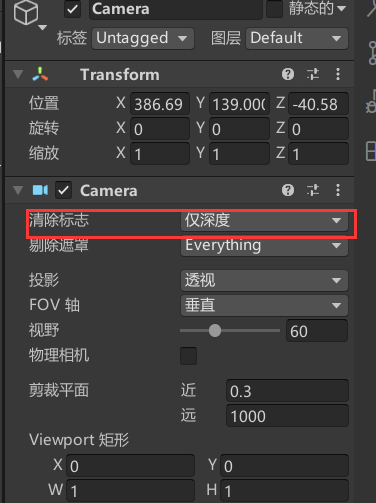 Camera 静态的
标签 Untagged 图层 Default
Transform
位置 X 386.69 Y 139.000 Z -40.58
旋转 X 0 Y 0 Z 0
缩放 X 1 Y 1 Z 1
Camera
清除标志 仅深度
剔除遮罩 Everything
投影 透视
FOV 轴 垂直
视野 60
物理相机
剪裁平面 近 0.3
远 1000
Viewport 矩形
X 0 Y 0
W 1 H 1